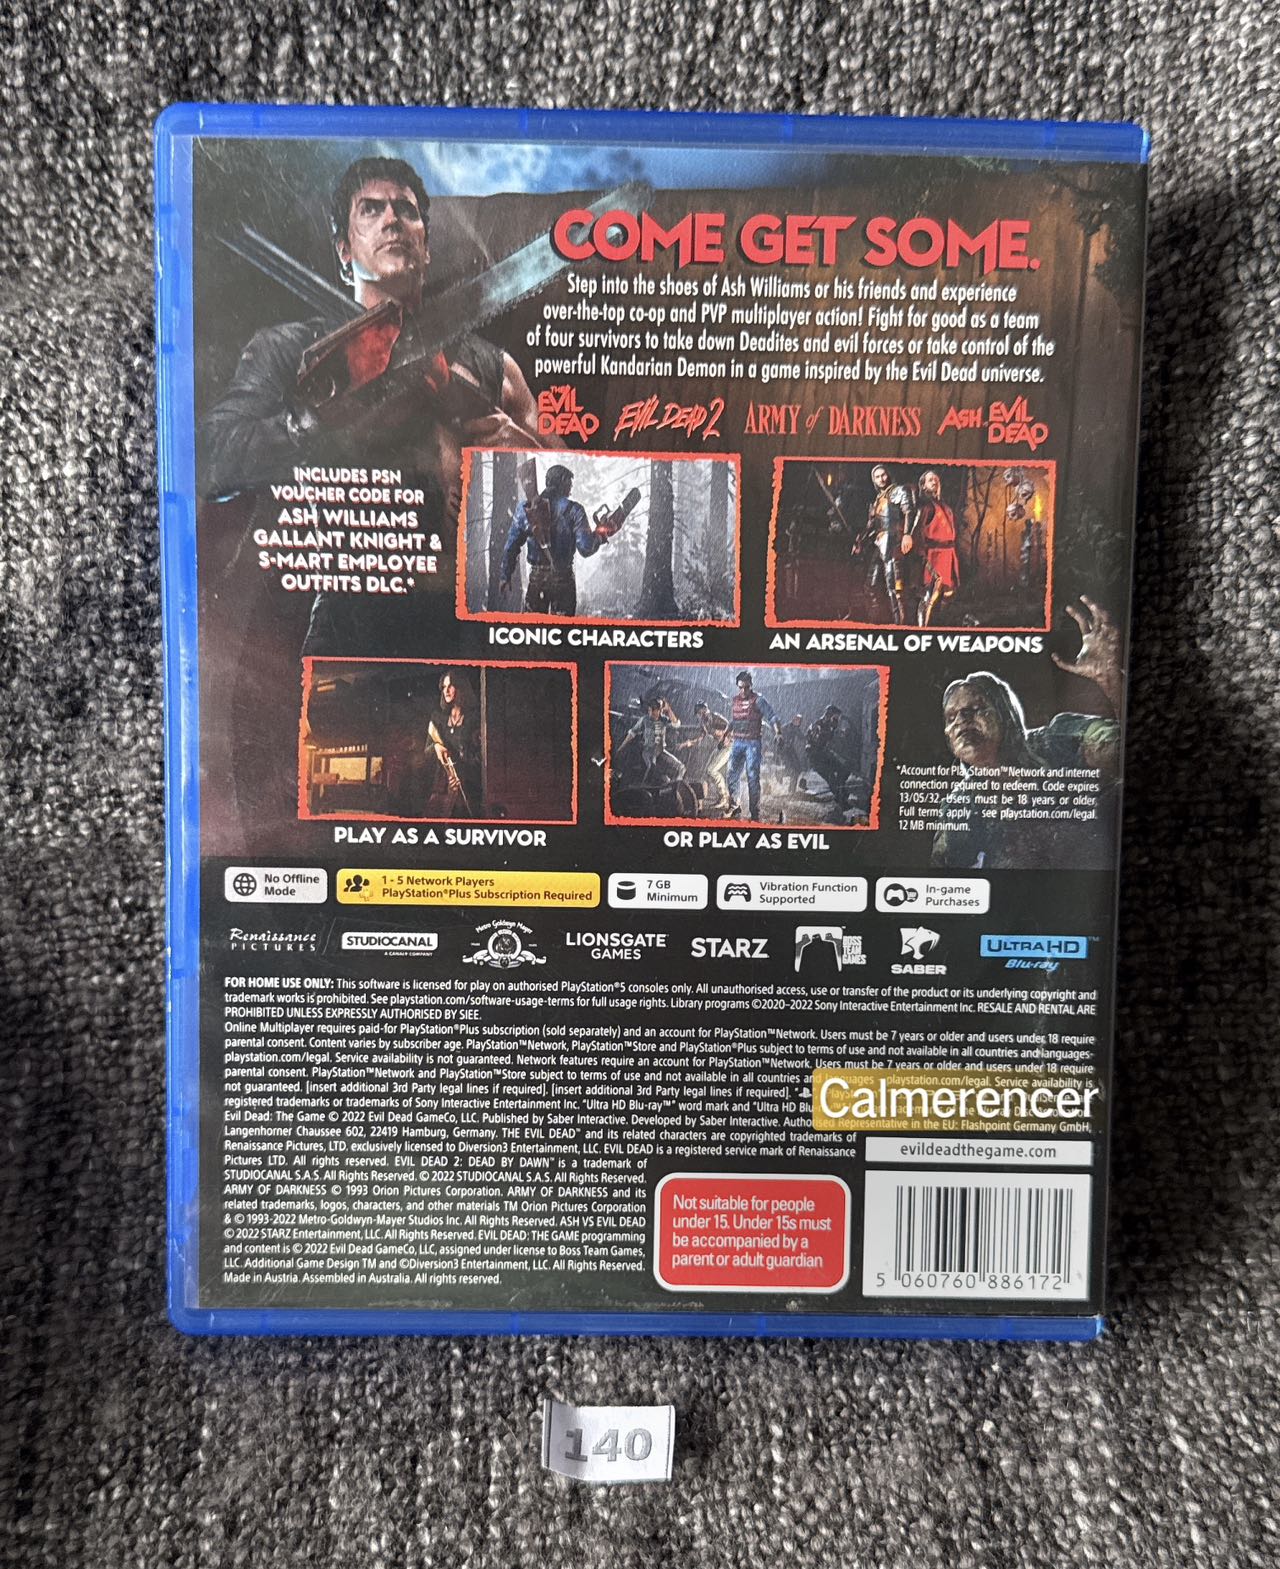 COME GET SOME.
Step into the shoes of Ash Williams or his friends and experience
over-the-top co-op and PVP multiplayer action! Fight for good as a team
of four survivors to take down Deadites and evil forces or take control of the
powerful Kandarian Demon in a game inspired by the Evil Dead universe.
THE EVIL DEAD EVIL DEAD 2 ARMY of DARKNESS ASH vs EVIL DEAD
INCLUDES PSN
VOUCHER CODE FOR
ASH WILLIAMS
GALLANT KNIGHT &
S-MART EMPLOYEE
OUTFITS DLC.*
ICONIC CHARACTERS
AN ARSENAL OF WEAPONS
PLAY AS A SURVIVOR
OR PLAY AS EVIL
*Account for PlayStation™Network and internet
connection required to redeem. Code expires
13/05/32. Users must be 18 years or older.
Full terms apply - see playstation.com/legal.
12 MB minimum.
No Offline
Mode
1 - 5 Network Players
PlayStation®Plus Subscription Required
7 GB
Minimum
Vibration Function
Supported
In-game
Purchases
Renaissance
PICTURES
STUDIOCANAL
A CANAL+ COMPANY
Metro Goldwyn Mayer
LIONSGATE
GAMES
STARZ
BOSS
TEAM
GAMES
SABER
ULTRA HD™
Blu-ray
FOR HOME USE ONLY: This software is licensed for play on authorised PlayStation®5 consoles only. All unauthorised access, use or transfer of the product or its underlying copyright and
trademark works is prohibited. See playstation.com/software-usage-terms for full usage rights. Library programs ©2020–2022 Sony Interactive Entertainment Inc. RESALE AND RENTAL ARE
PROHIBITED UNLESS EXPRESSLY AUTHORISED BY SIEE.
Online Multiplayer requires paid-for PlayStation®Plus subscription (sold separately) and an account for PlayStation™Network. Users must be 7 years or older and users under 18 require
parental consent. Content varies by subscriber age. PlayStation™Network, PlayStation™Store and PlayStation®Plus subject to terms of use and not available in all countries and languages-
playstation.com/legal. Service availability is not guaranteed. Network features require an account for PlayStation™Network. Users must be 7 years or older and users under 18 require
parental consent. PlayStation™Network and PlayStation™Store subject to terms of use and not available in all countries and languages - playstation.com/legal. Service availability is
not guaranteed. [insert additional 3rd Party legal lines if required]. [insert additional 3rd Party legal lines if required]. "
registered trademarks or trademarks of Sony Interactive Entertainment Inc. "Ultra HD Blu-ray™" word mark and "Ultra HD Blu-
Evil Dead: The Game © 2022 Evil Dead GameCo, LLC. Published by Saber Interactive. Developed by Saber Interactive. Authorised Representative in the EU: Flashpoint Germany GmbH,
Langenhorner Chaussee 602, 22419 Hamburg, Germany. THE EVIL DEAD™ and its related characters are copyrighted trademarks of
Renaissance Pictures, LTD. exclusively licensed to Diversion3 Entertainment, LLC. EVIL DEAD is a registered service mark of Renaissance
Pictures LTD. All rights reserved. EVIL DEAD 2: DEAD BY DAWN™ is a trademark of
STUDIOCANAL S.A.S. All Rights Reserved. © 2022 STUDIOCANAL S.A.S. All Rights Reserved.
ARMY OF DARKNESS © 1993 Orion Pictures Corporation. ARMY OF DARKNESS and its
related trademarks, logos, characters, and other materials TM Orion Pictures Corporation
& © 1993-2022 Metro-Goldwyn-Mayer Studios Inc. All Rights Reserved. ASH VS EVIL DEAD
© 2022 STARZ Entertainment, LLC. All Rights Reserved. EVIL DEAD: THE GAME programming
and content is © 2022 Evil Dead GameCo, LLC, assigned under license to Boss Team Games,
LLC. Additional Game Design TM and ©Diversion3 Entertainment, LLC. All Rights Reserved.
Made in Austria. Assembled in Australia. All rights reserved.
Calmerencer
evildeadthegame.com
Not suitable for people
under 15. Under 15s must
be accompanied by a
parent or adult guardian
5 060760 886172
140